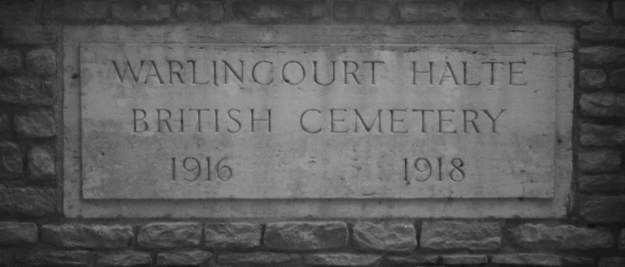 WARLINCOURT HALTE
BRITISH CEMETERY
1916 - 1918